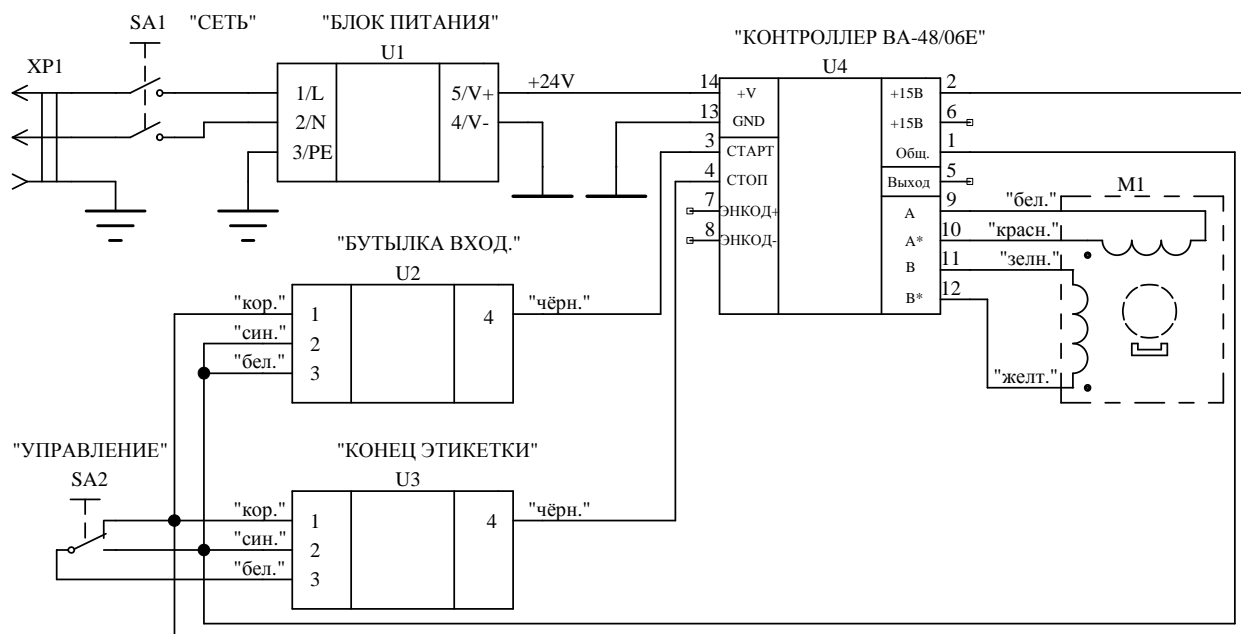 SA1 "СЕТЬ" "БЛОК ПИТАНИЯ"
U1
"КОНТРОЛЛЕР BA-48/06E"
U4
XP1
1/L 5/V+ +24V
2/N 4/V-
3/PE
14 +V +15В 2
13 GND +15В 6
3 СТАРТ Общ. 1
4 СТОП Выход 5
7 ЭНКОД+ A 9 "бел."
8 ЭНКОД- A* 10 "красн."
B 11 "зелн."
B* 12
"желт."
M1
"БУТЫЛКА ВХОД."
U2
"кор." 1 4 "чёрн."
"син." 2
"бел." 3
"УПРАВЛЕНИЕ"
SA2
"КОНЕЦ ЭТИКЕТКИ"
U3
"кор." 1 4 "чёрн."
"син." 2
"бел." 3